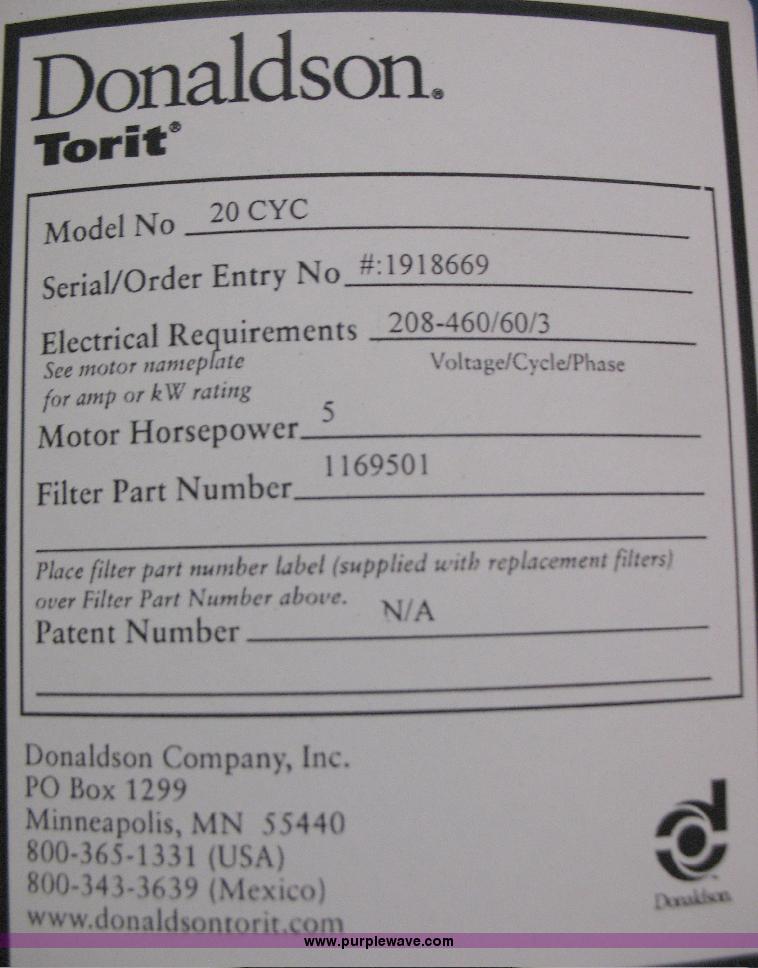 Donaldson®
Torit®
Model No 20 CYC
Serial/Order Entry No #:1918669
Electrical Requirements 208-460/60/3
See motor nameplate Voltage/Cycle/Phase
for amp or kW rating
Motor Horsepower 5
Filter Part Number 1169501
Place filter part number label (supplied with replacement filters)
over Filter Part Number above.
Patent Number N/A
Donaldson Company, Inc.
PO Box 1299
Minneapolis, MN 55440
800-365-1331 (USA)
800-343-3639 (Mexico)
www.donaldsontorit.com
Donaldson
www.purplewave.com